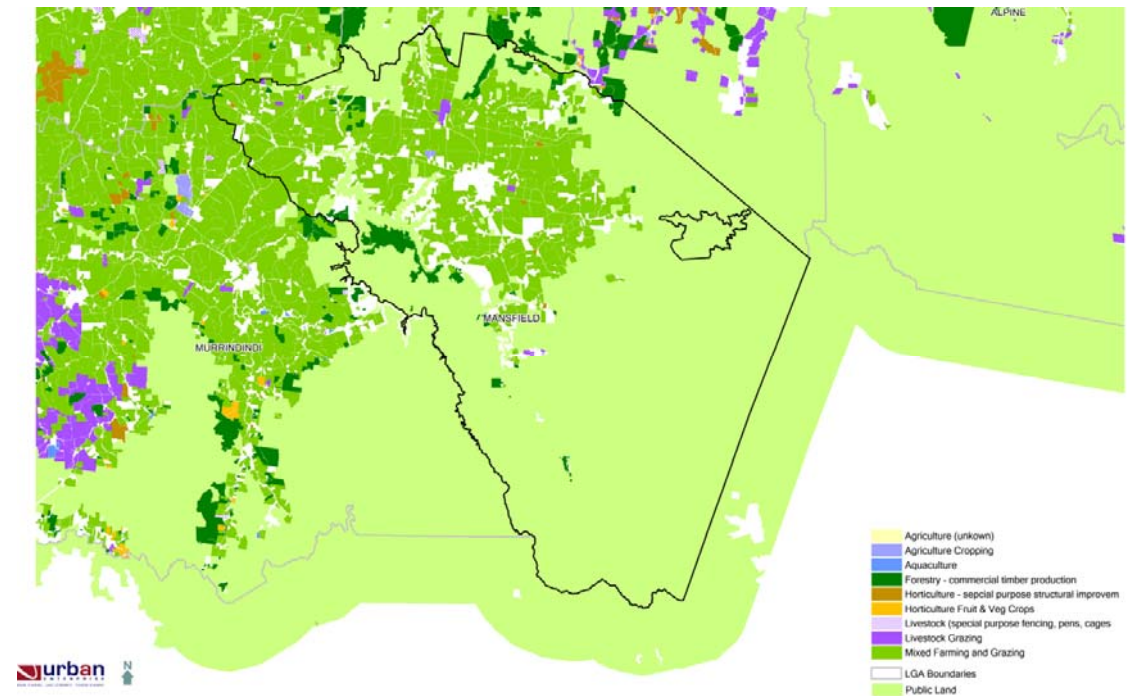 ALPINE
MANSFIELD
MURRINDINDI
Agriculture (unkown)
Agriculture Cropping
Aquaculture
Forestry - commercial timber production
Horticulture - sepcial purpose structural improvem
Horticulture Fruit & Veg Crops
Livestock (special purpose fencing, pens, cages
Livestock Grazing
Mixed Farming and Grazing
LGA Boundaries
Public Land
urban
ENTERPRISE
N